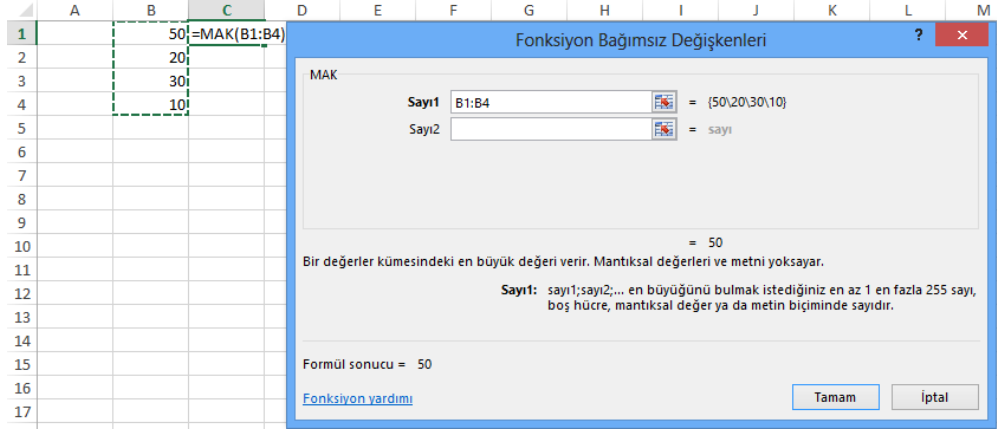 A B C D E F G H I J K L M
1 50 =MAK(B1:B4)
2 20
3 30
4 10
5
6
7
8
9
10
11
12
13
14
15
16
17
Fonksiyon Bağımsız Değişkenleri ? ×
MAK
Sayı1 B1:B4 = {50\20\30\10}
Sayı2 = sayı
= 50
Bir değerler kümesindeki en büyük değeri verir. Mantıksal değerleri ve metni yoksayar.
Sayı1: sayı1;sayı2;... en büyüğünü bulmak istediğiniz en az 1 en fazla 255 sayı,
boş hücre, mantıksal değer ya da metin biçiminde sayıdır.
Formül sonucu = 50
Fonksiyon yardımı
Tamam İptal